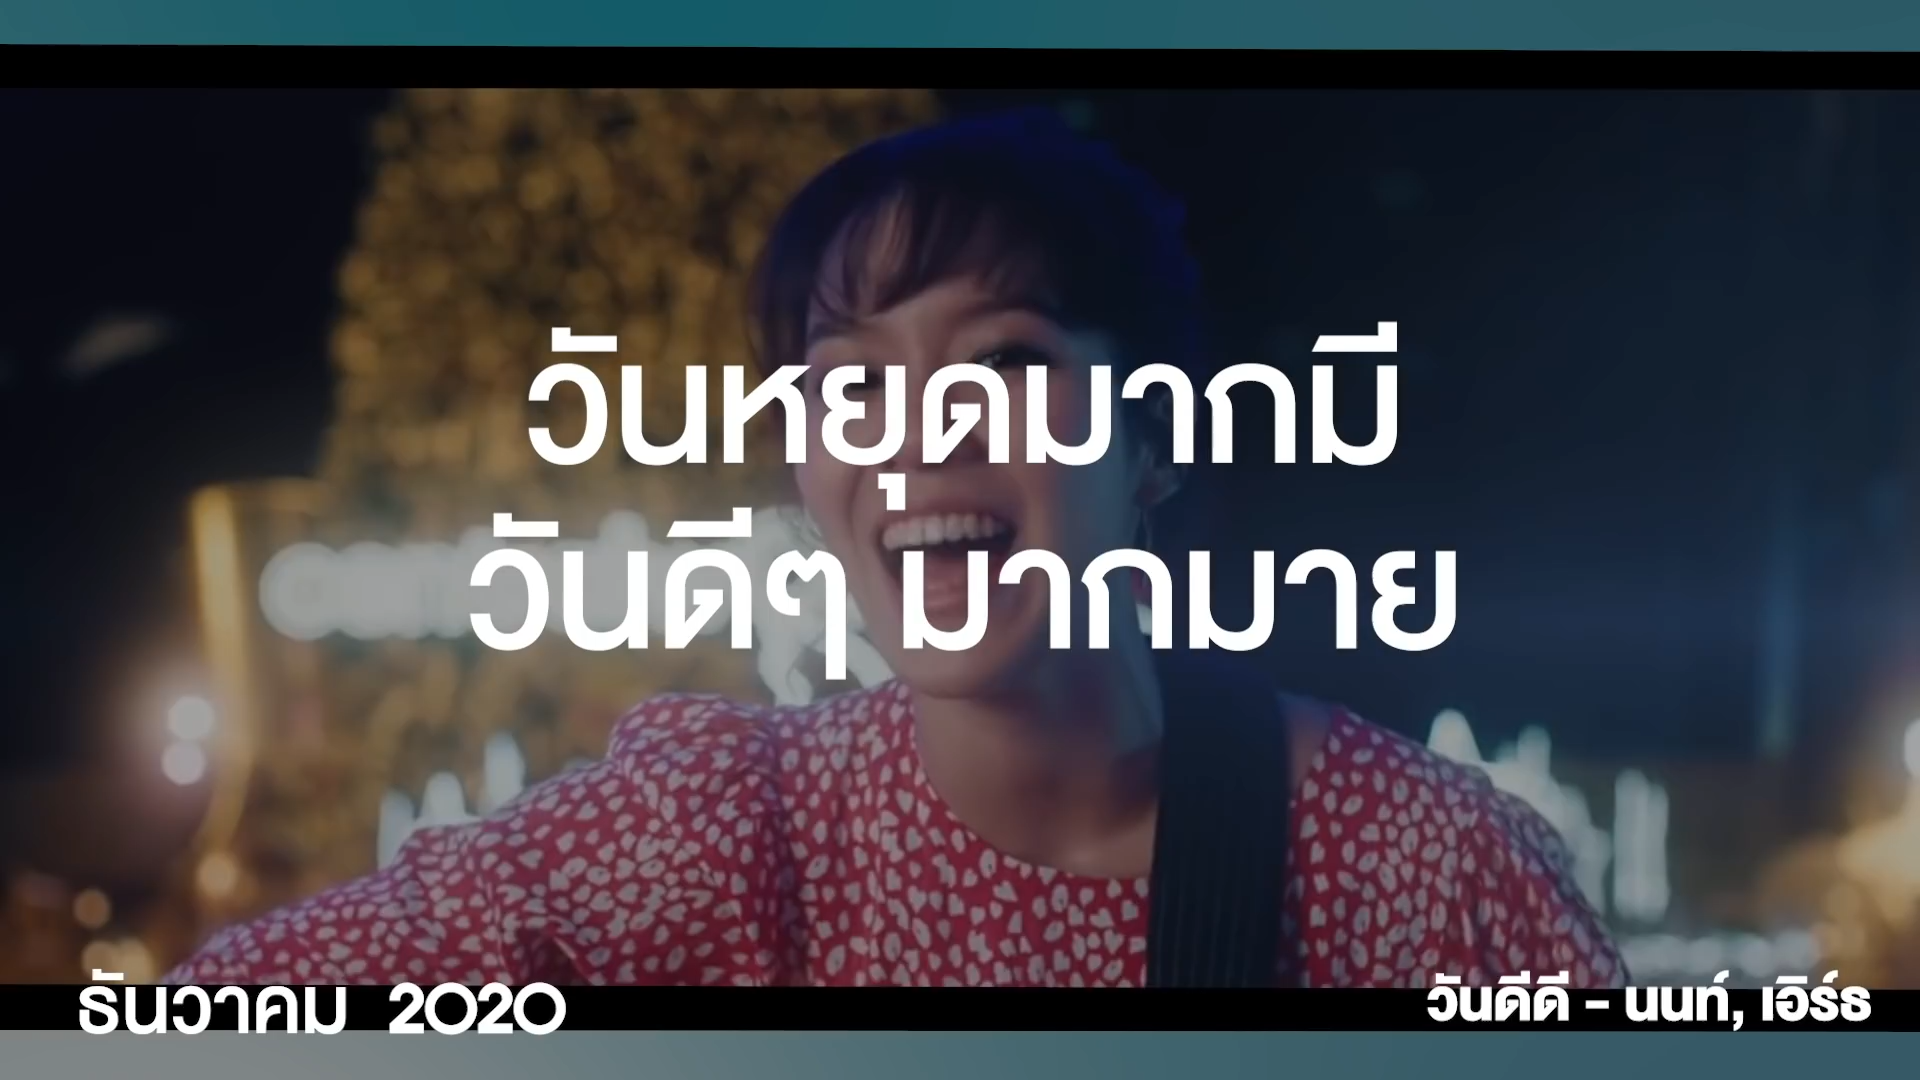 วันหยุดมากมี
วันดีๆ มากมาย
ธันวาคม 2020
วันดีดี - นนท์, เอิร์ธ